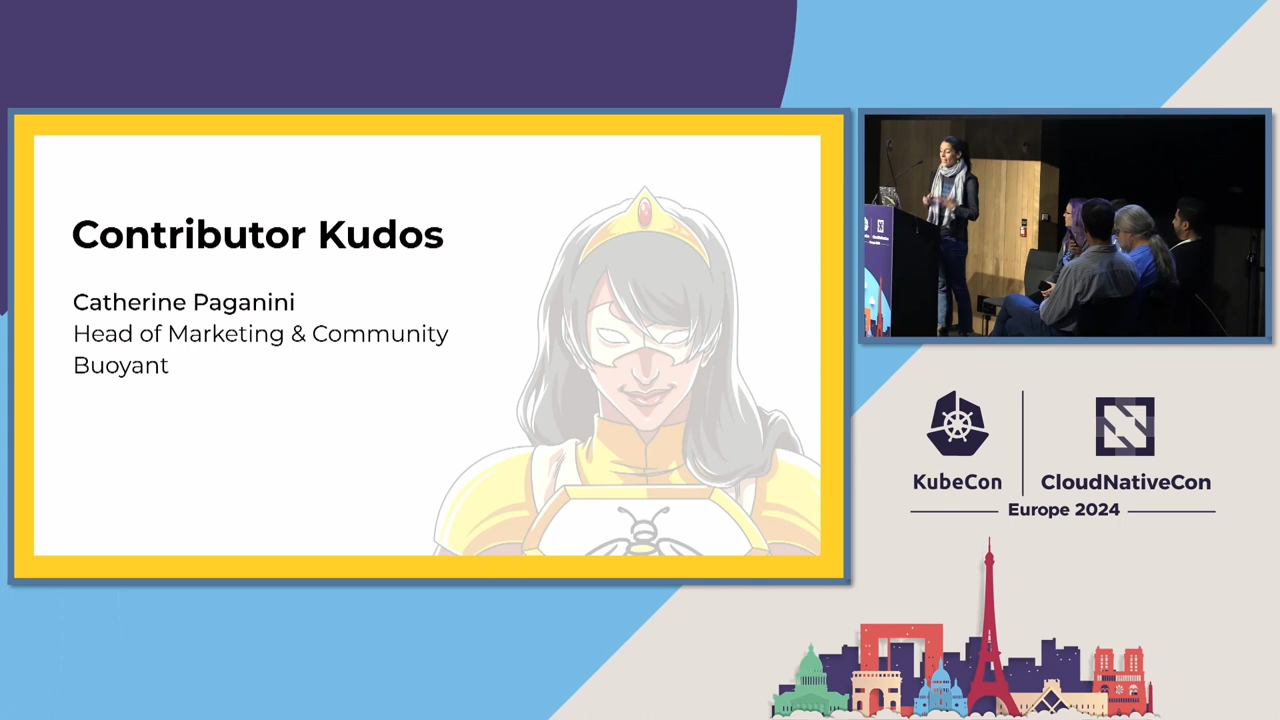 Contributor Kudos
Catherine Paganini
Head of Marketing & Community
Buoyant
KubeCon
CloudNativeCon
Europe 2024